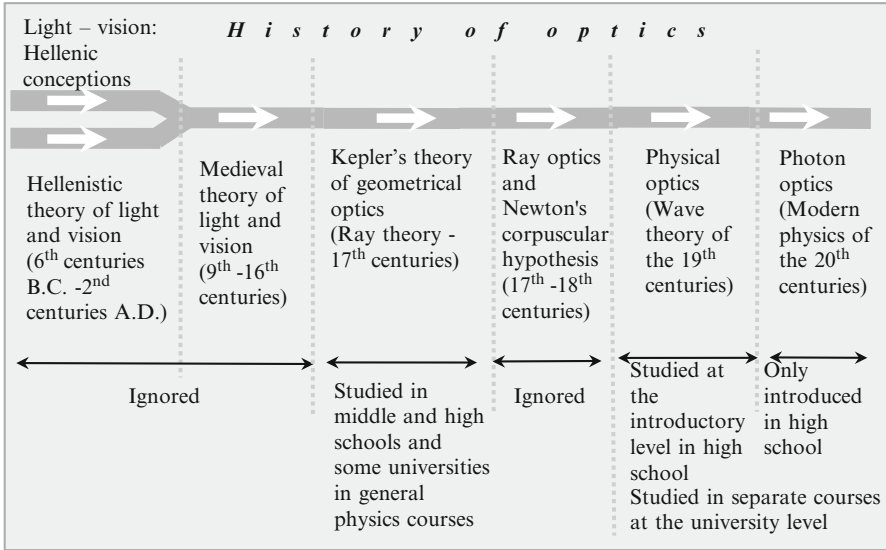 Light – vision:
Hellenic
conceptions
History of optics
Hellenistic
theory of light
and vision
(6th centuries
B.C. -2nd
centuries A.D.)
Medieval
theory of
light and
vision
(9th -16th
centuries)
Kepler's theory
of geometrical
optics
(Ray theory -
17th centuries)
Ray optics
and
Newton's
corpuscular
hypothesis
(17th -18th
centuries)
Physical
optics
(Wave
theory of
the 19th
centuries)
Photon
optics
(Modern
physics of
the 20th
centuries)
Ignored
Studied in
middle and high
schools and
some universities
in general
physics courses
Ignored
Studied at
the
introductory
level in high
school
Only
introduced
in high
school
Studied in separate courses
at the university level